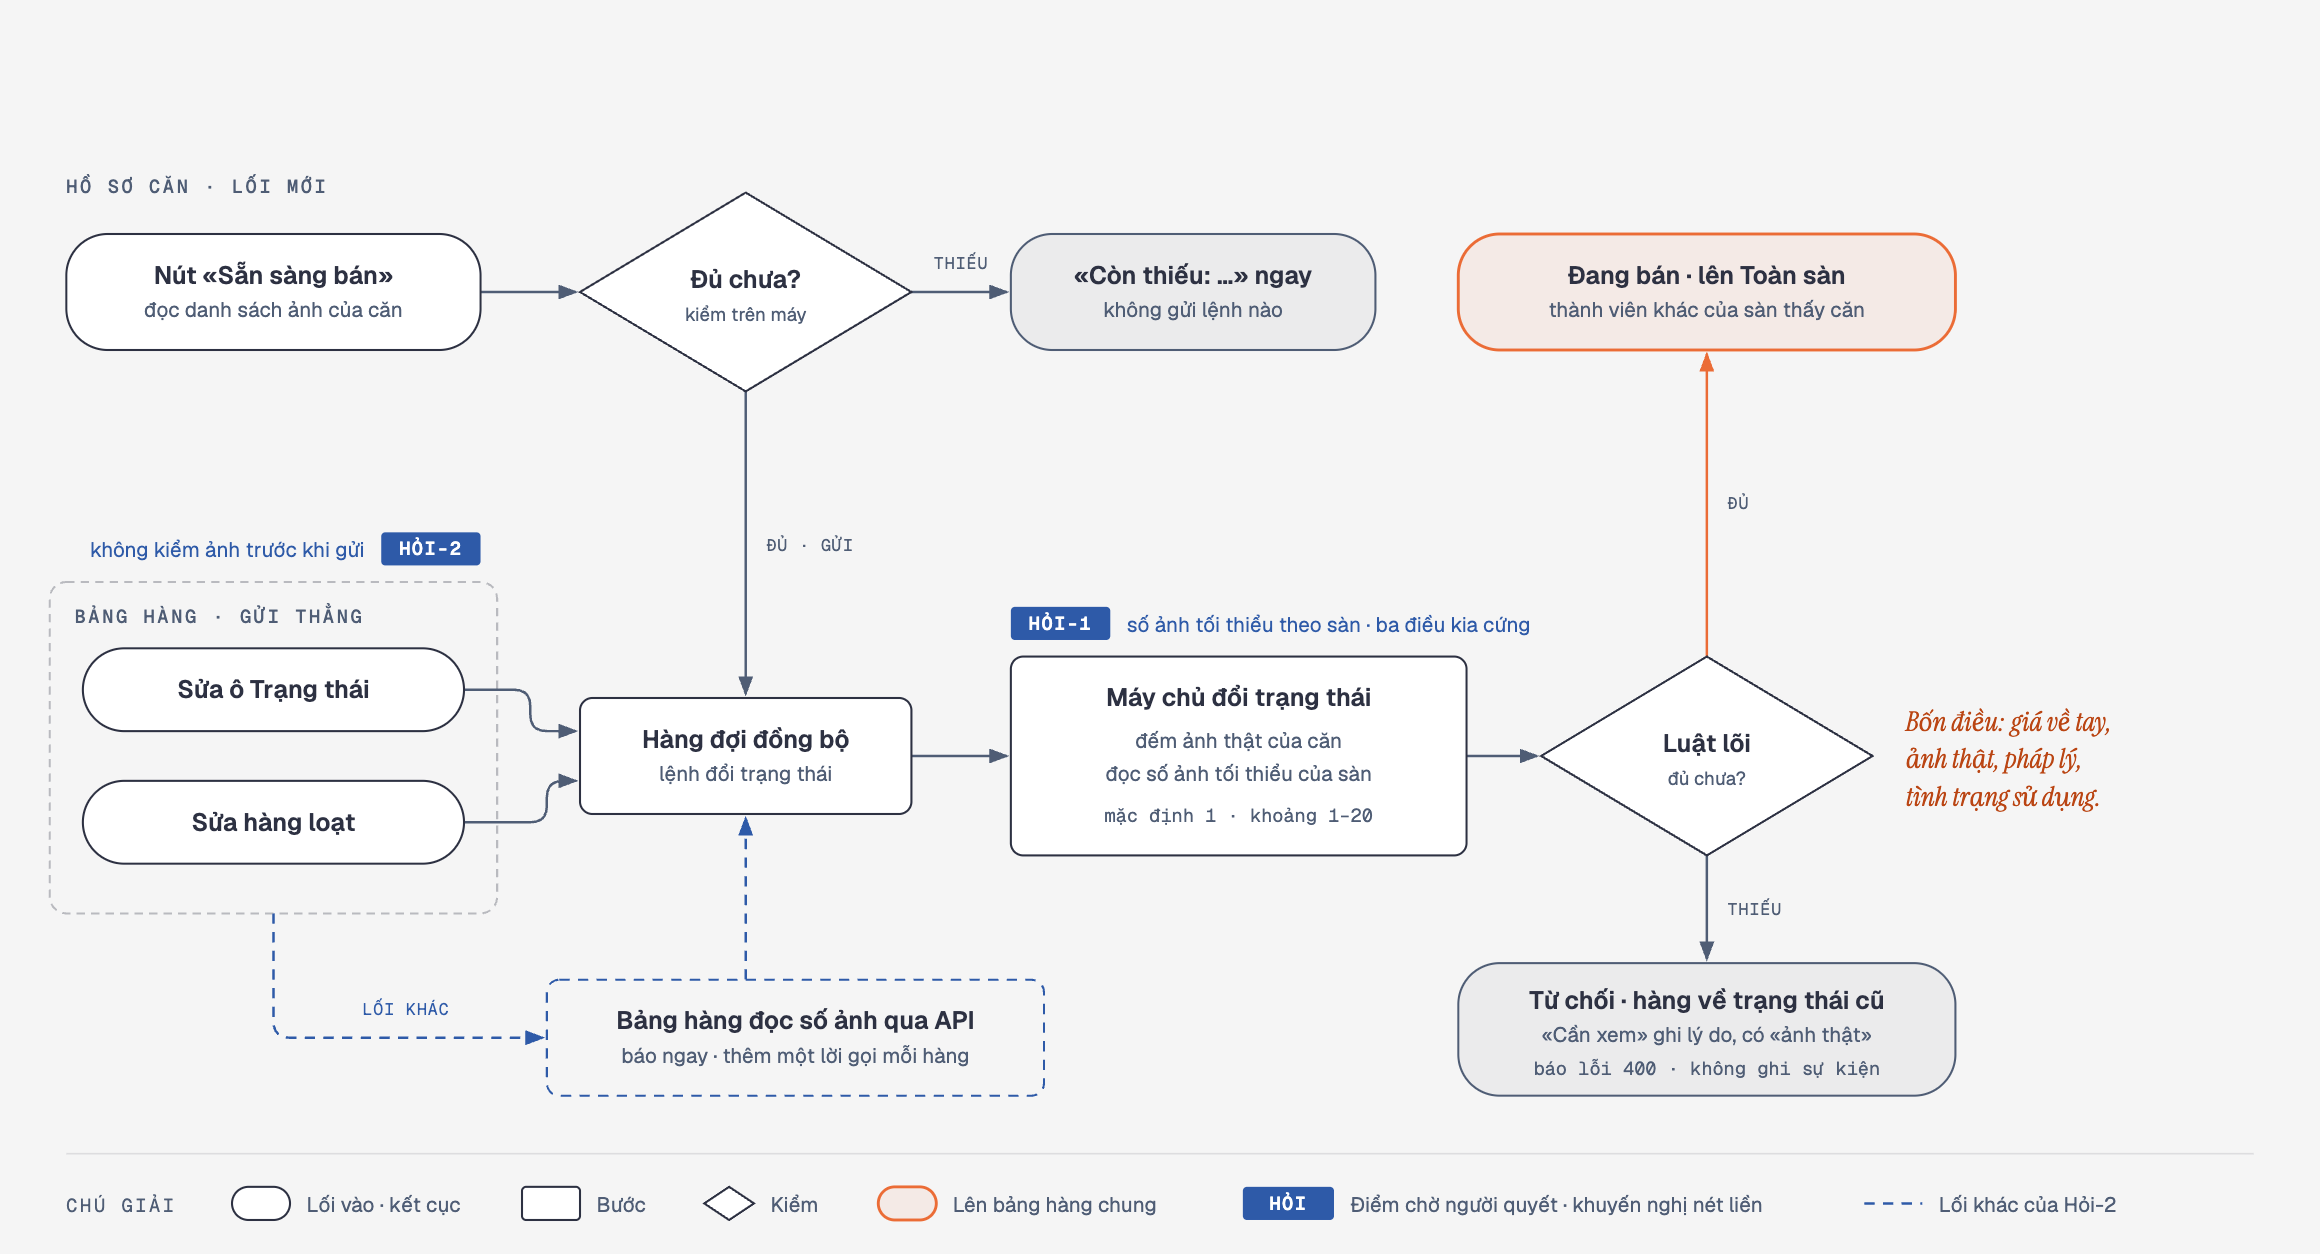 HỒ SƠ CĂN · LỐI MỚI
Nút «Sẵn sàng bán»
đọc danh sách ảnh của căn
Đủ chưa?
kiểm trên máy
THIẾU
«Còn thiếu: ...» ngay
không gửi lệnh nào
Đang bán · lên Toàn sàn
thành viên khác của sàn thấy căn
ĐỦ
ĐỦ · GỬI
không kiểm ảnh trước khi gửi
HỎI-2
BẢNG HÀNG · GỬI THẲNG
Sửa ô Trạng thái
Sửa hàng loạt
Hàng đợi đồng bộ
lệnh đổi trạng thái
HỎI-1
số ảnh tối thiểu theo sàn · ba điều kia cứng
Máy chủ đổi trạng thái
đếm ảnh thật của căn
đọc số ảnh tối thiểu của sàn
mặc định 1 · khoảng 1–20
Luật lõi
đủ chưa?
Bốn điều: giá về tay,
ảnh thật, pháp lý,
tình trạng sử dụng.
THIẾU
LỐI KHÁC
Bảng hàng đọc số ảnh qua API
báo ngay · thêm một lời gọi mỗi hàng
Từ chối · hàng về trạng thái cũ
«Cần xem» ghi lý do, có «ảnh thật»
báo lỗi 400 · không ghi sự kiện
CHÚ GIẢI
Lối vào · kết cục
Bước
Kiểm
Lên bảng hàng chung
HỎI
Điểm chờ người quyết · khuyến nghị nét liền
Lối khác của Hỏi-2